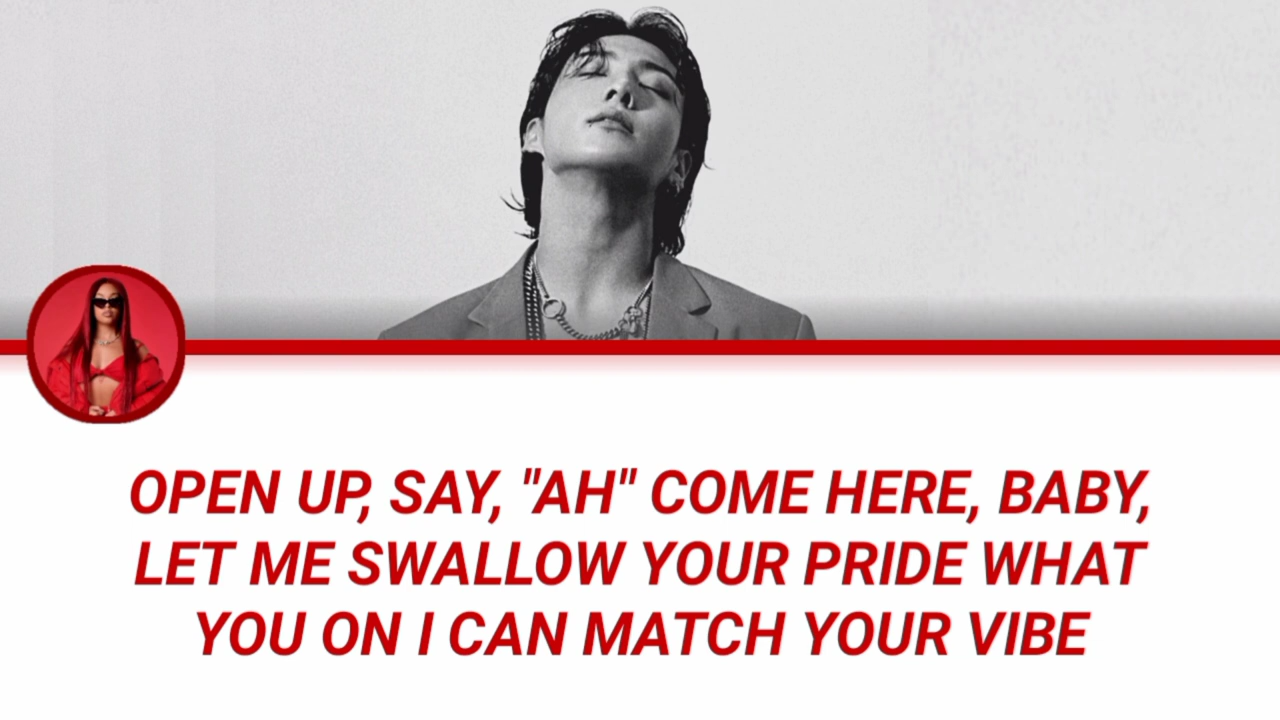 OPEN UP, SAY, "AH" COME HERE, BABY,
LET ME SWALLOW YOUR PRIDE WHAT
YOU ON I CAN MATCH YOUR VIBE